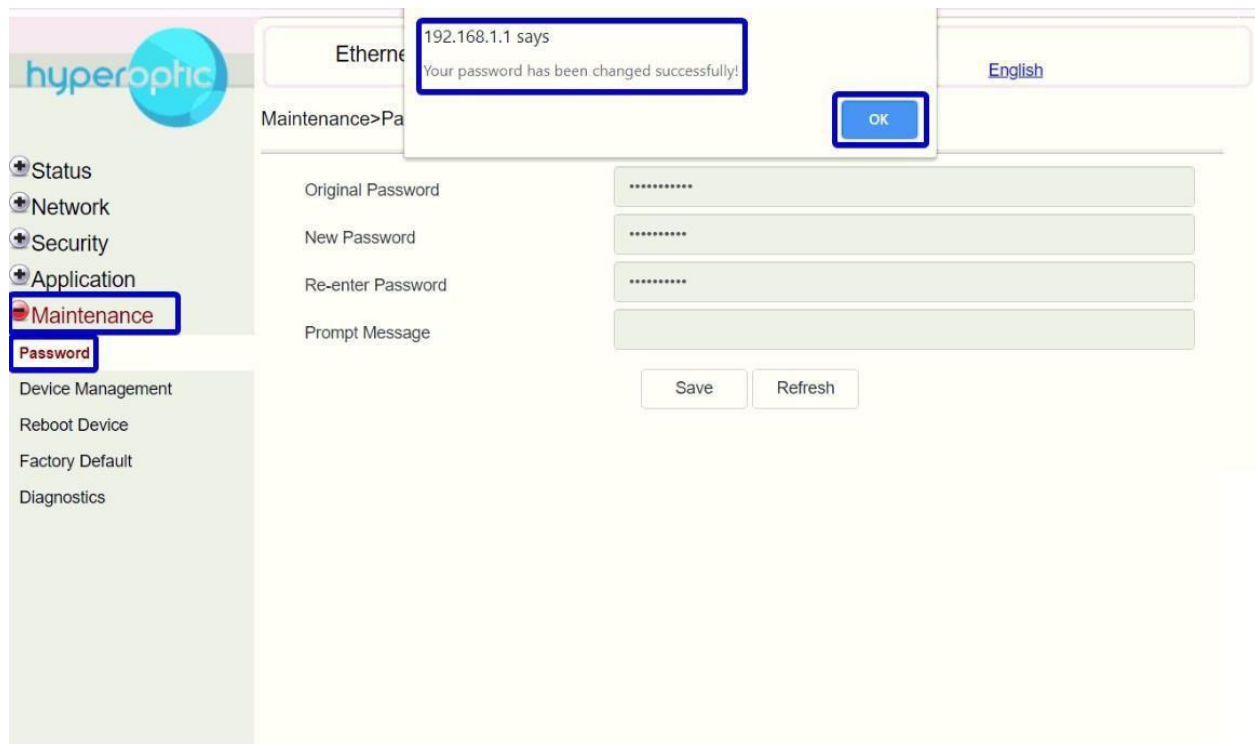 hyperoptic
Etherne
192.168.1.1 says
Your password has been changed successfully!
OK
English
Maintenance>Pa
Status
Network
Security
Application
Maintenance
Password
Device Management
Reboot Device
Factory Default
Diagnostics
Original Password
•••••••••••
New Password
••••••••••
Re-enter Password
••••••••••
Prompt Message
Save Refresh